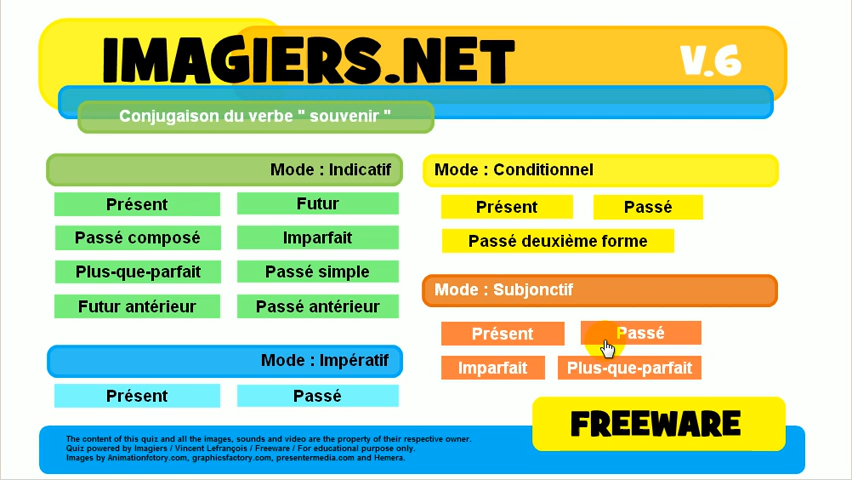 IMAGIERS.NET
V.6
Conjugaison du verbe " souvenir "
Mode : Indicatif
Présent
Futur
Passé composé
Imparfait
Plus-que-parfait
Passé simple
Futur antérieur
Passé antérieur
Mode : Impératif
Présent
Passé
Mode : Conditionnel
Présent
Passé
Passé deuxième forme
Mode : Subjonctif
Présent
Passé
Imparfait
Plus-que-parfait
FREEWARE
The content of this quiz and all the images, sounds and video are the property of their respective owner.
Quiz powered by Imagiers / Vincent Lefrançois / Freeware / For educational purpose only.
Images by Animationfctory.com, graphicsfactory.com, presentermedia.com and Hemera.